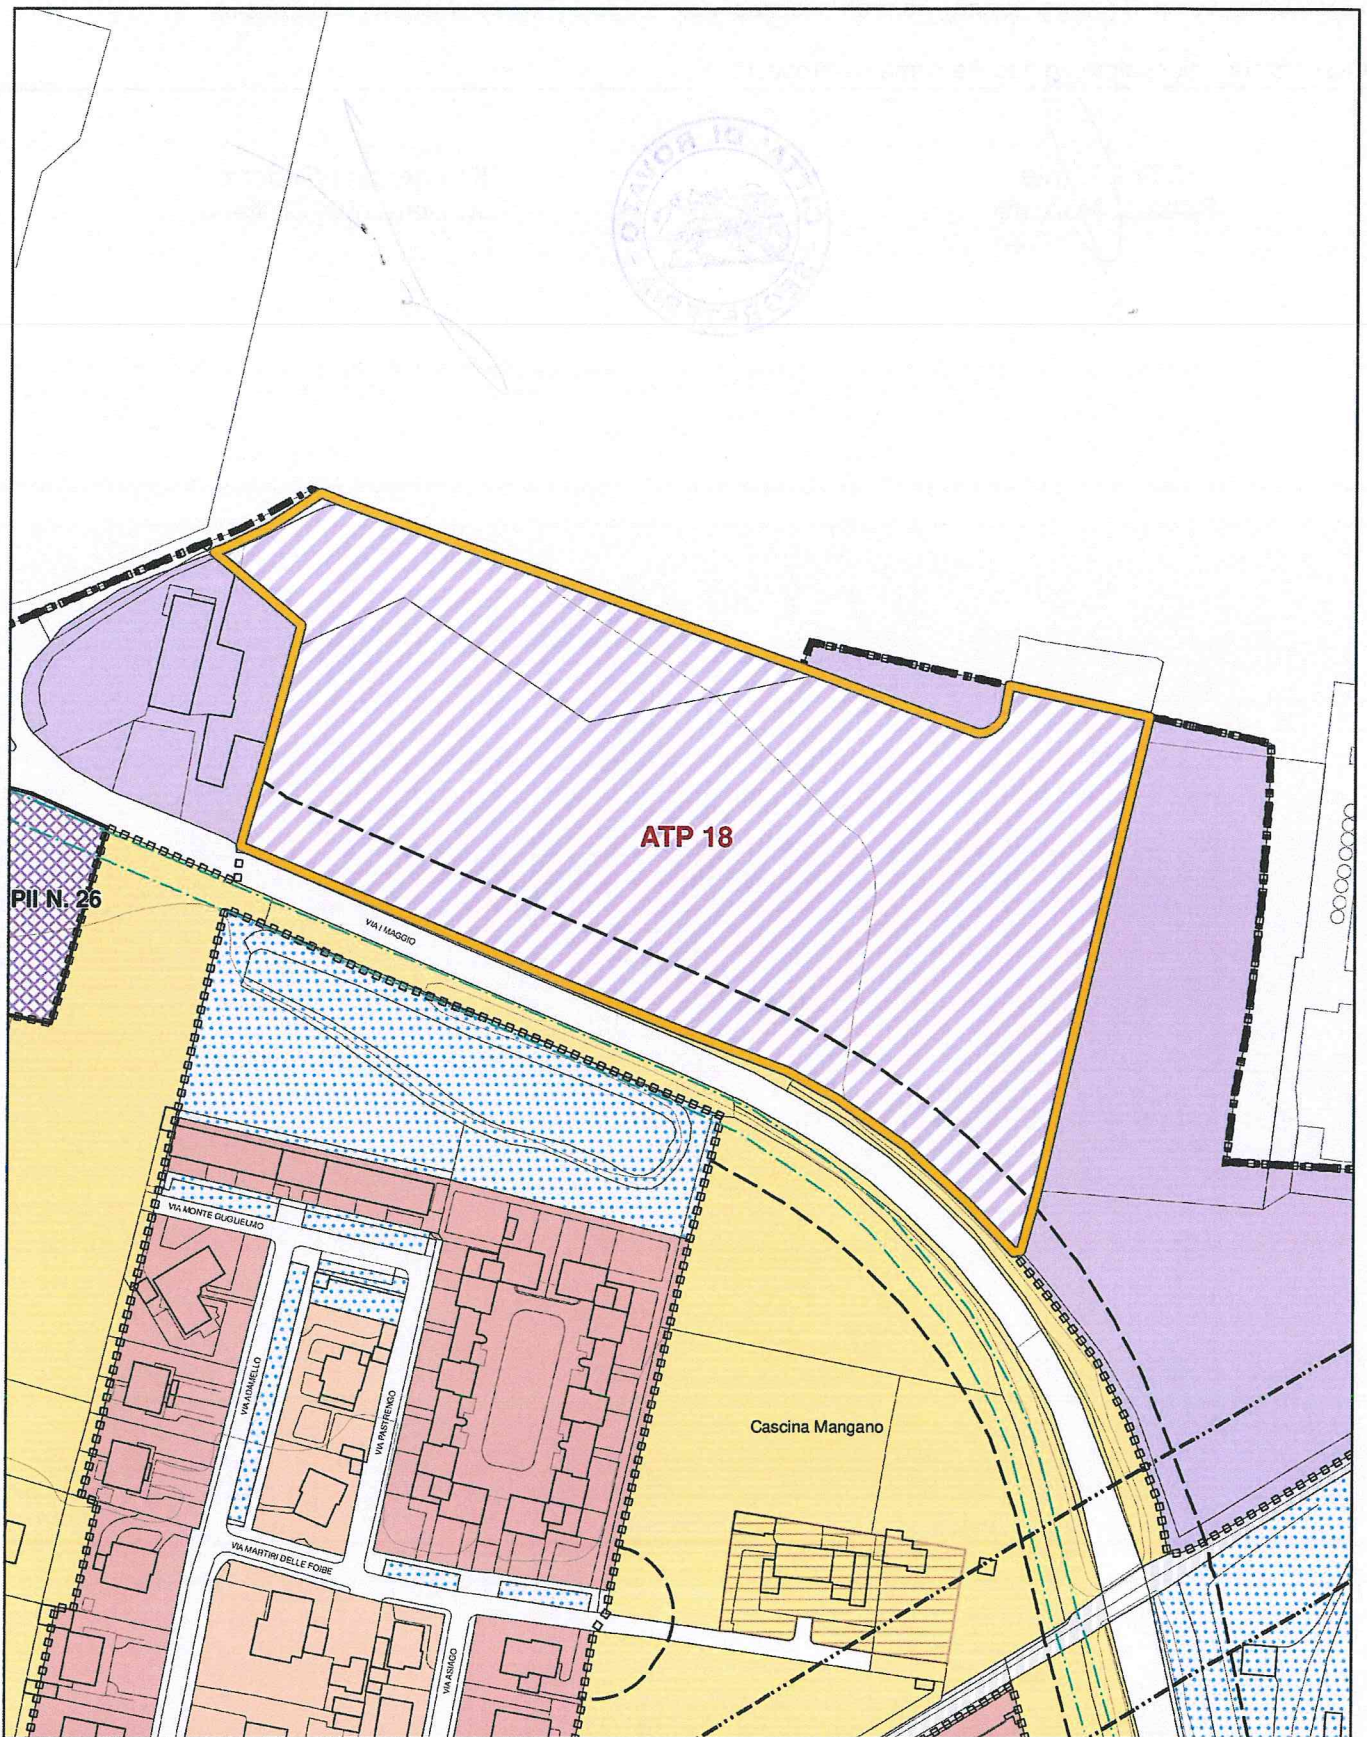 CITTA' DI ROVATO
ATP 18
PII N. 26
VIA I MAGGIO
VIA MONTE GUGLIELMO
VIA ADAMELLO
VIA PASTRENGO
Cascina Mangano
VIA MARTIRI DELLE FOIBE
VIA ASIAGO